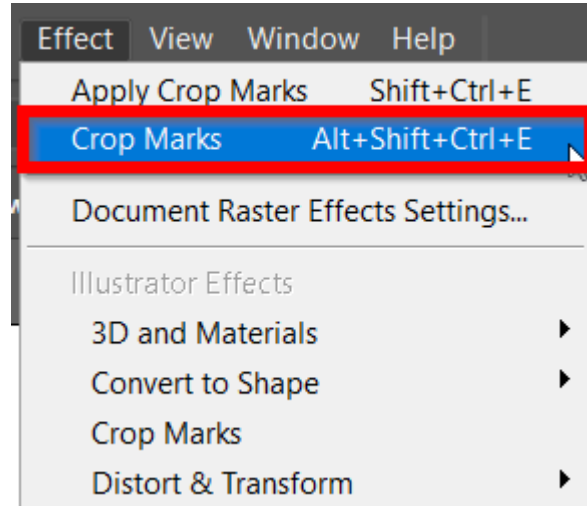 Effect View Window Help
Apply Crop Marks Shift+Ctrl+E
Crop Marks Alt+Shift+Ctrl+E
Document Raster Effects Settings...
Illustrator Effects
3D and Materials
Convert to Shape
Crop Marks
Distort & Transform